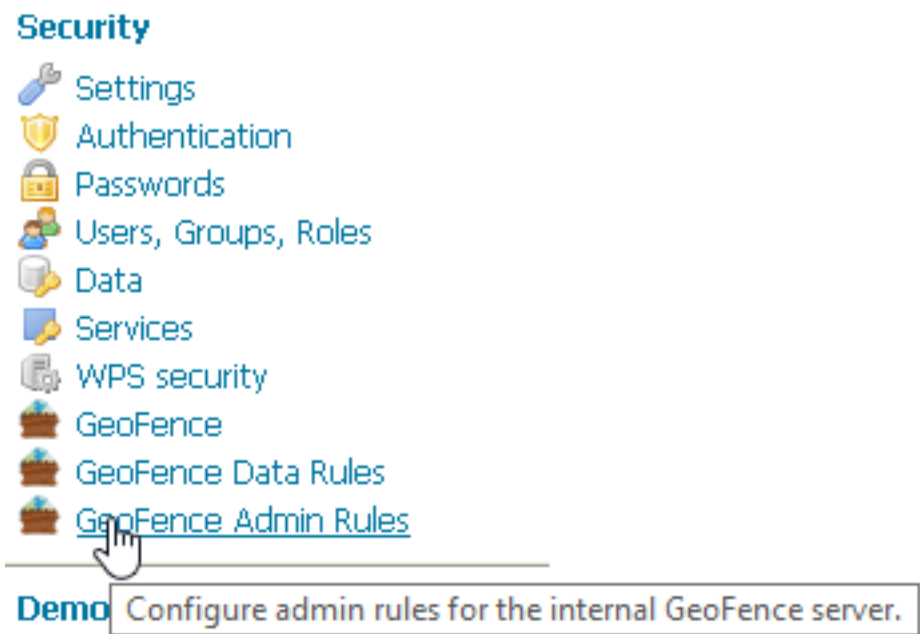 Security
Settings
Authentication
Passwords
Users, Groups, Roles
Data
Services
WPS security
GeoFence
GeoFence Data Rules
GeoFence Admin Rules
Demo
Configure admin rules for the internal GeoFence server.